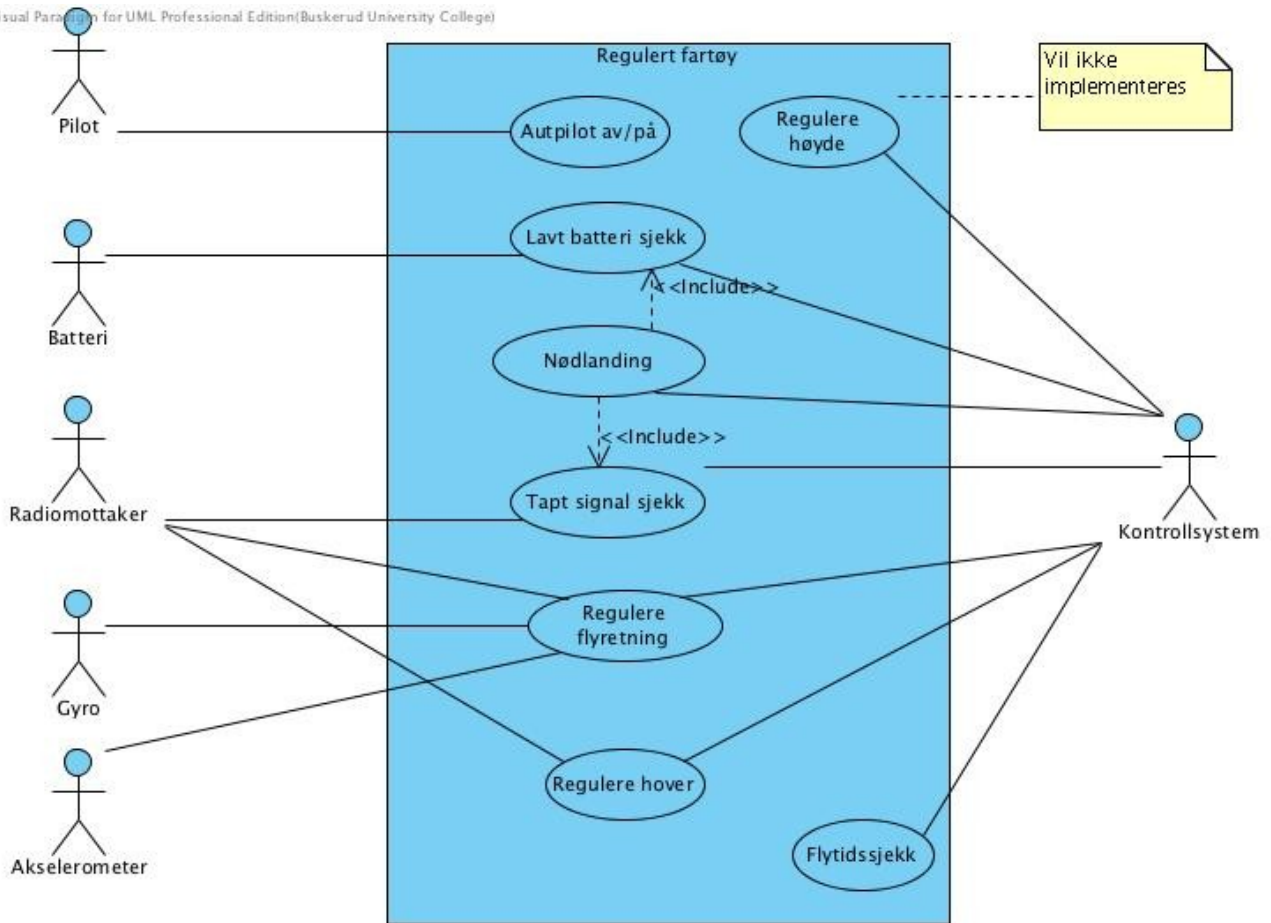 for UML Professional Edition(Buskerud University College)
Regulert fartøy
Vil ikke
implementeres
Pilot
Autpilot av/på
Regulere
høyde
Lavt batteri sjekk
<<Include>>
Batteri
Nødlanding
<<Include>>
Radiomottaker
Tapt signal sjekk
Kontrollsystem
Regulere
flyretning
Gyro
Regulere hover
Akselerometer
Flytidssjekk